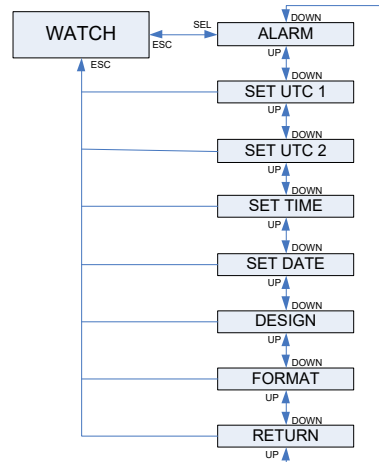 DOWN
WATCH SEL ALARM
ESC
ESC UP DOWN
SET UTC 1
UP DOWN
SET UTC 2
UP DOWN
SET TIME
UP DOWN
SET DATE
UP DOWN
DESIGN
UP DOWN
FORMAT
UP DOWN
RETURN
UP